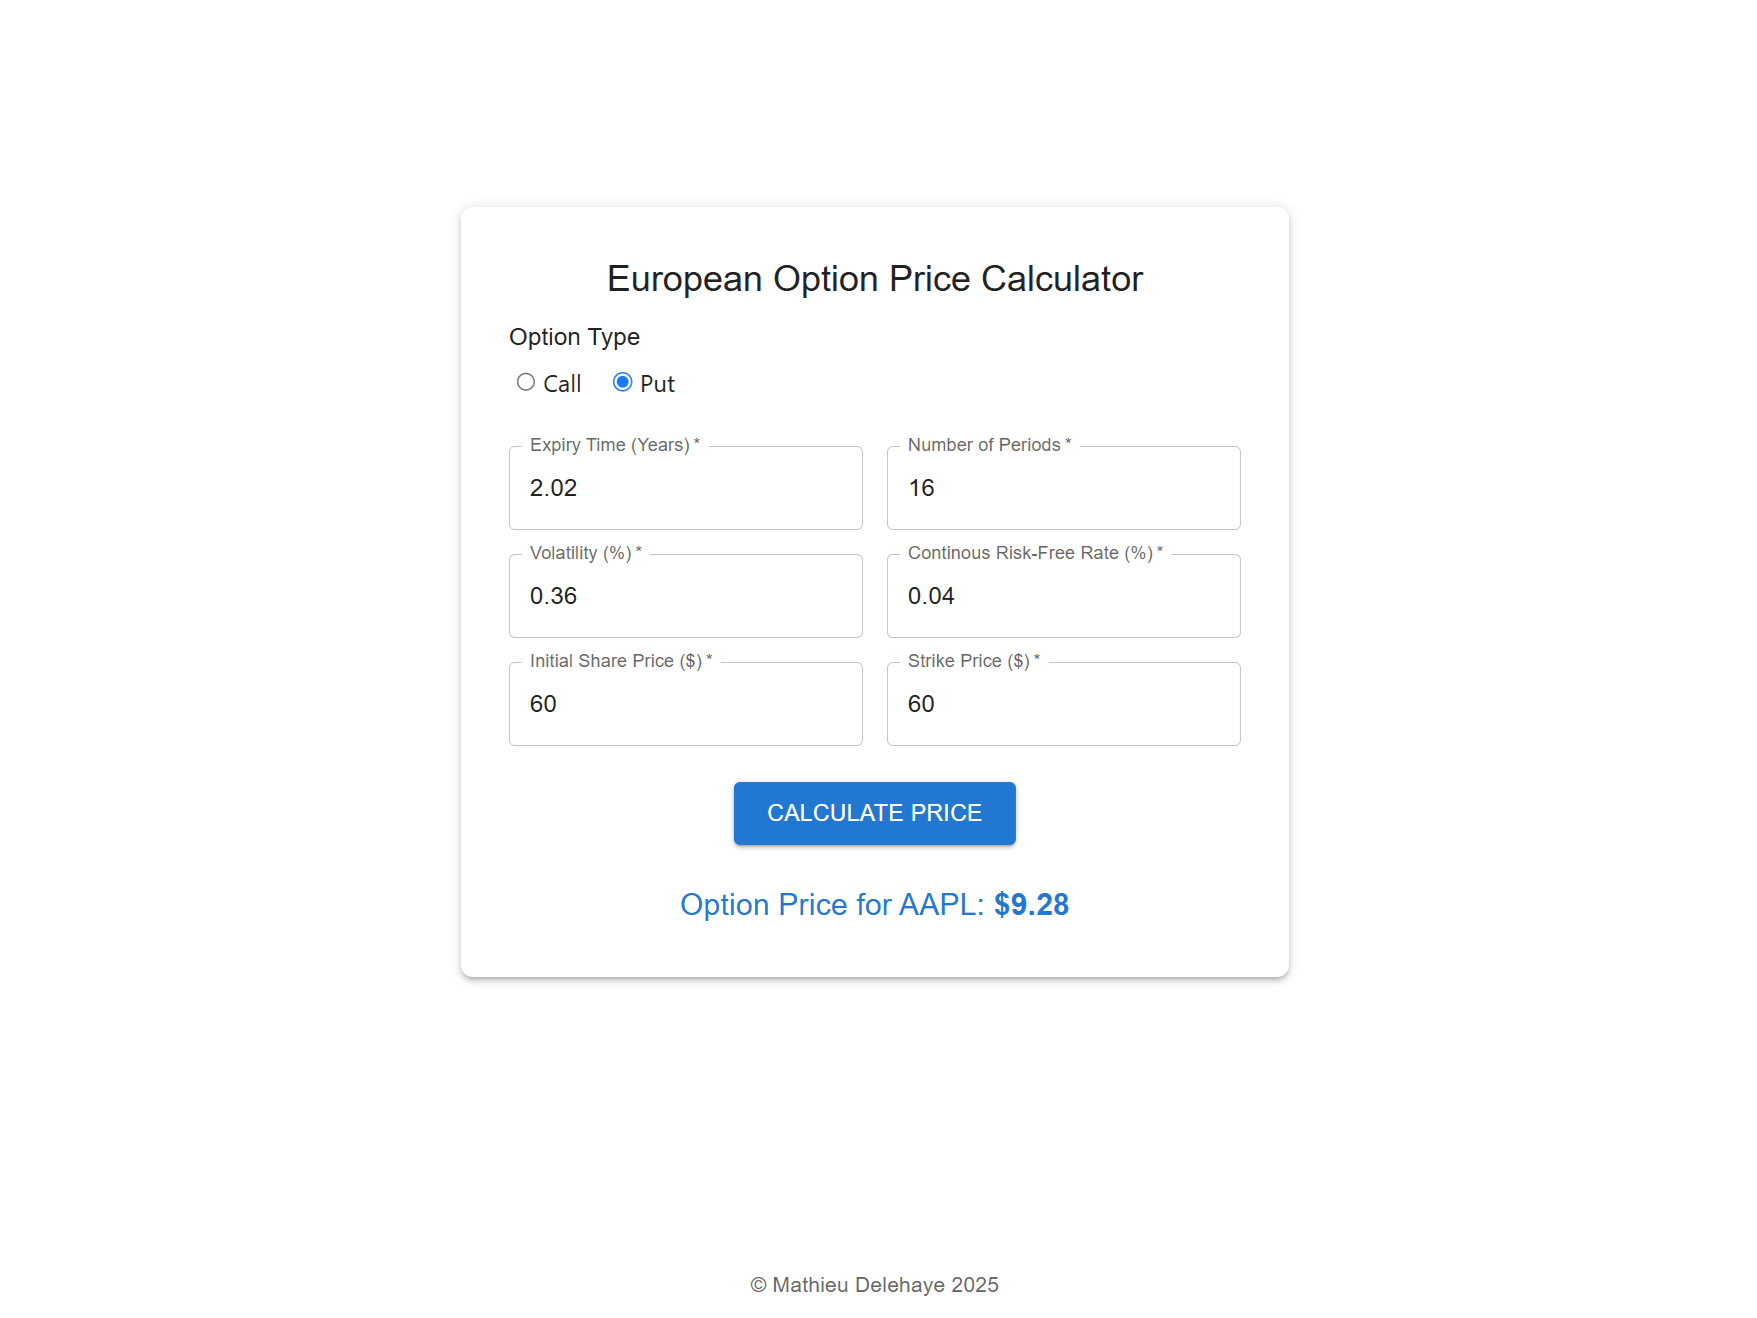 European Option Price Calculator
Option Type
Call Put
Expiry Time (Years) * Number of Periods *
2.02 16
Volatility (%) * Continous Risk-Free Rate (%) *
0.36 0.04
Initial Share Price ($) * Strike Price ($) *
60 60
CALCULATE PRICE
Option Price for AAPL: $9.28
© Mathieu Delehaye 2025